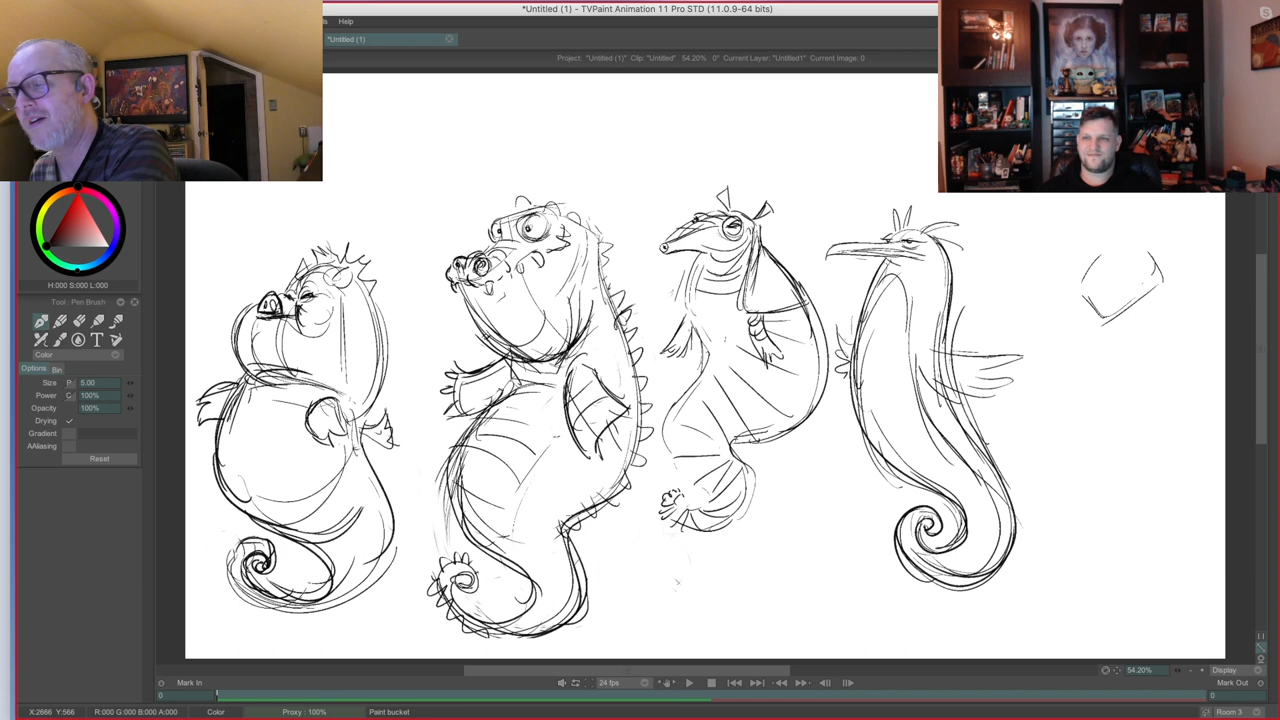 *Untitled (1) - TVPaint Animation 11 Pro STD (11.0.9-64 bits)
Help
*Untitled (1)
Project: "Untitled (1)" Clip: "Untitled" 54.20% 0° Current Layer: "Untitled1" Current Image: 0
H:000 S:000 L:000
Tool : Pen Brush
Color
Options Bin
Size P 5.00
Power C 100%
Opacity 100%
Drying
Gradient
AAliasing
Reset
54.20% Display
Mark In 24 fps Mark Out
0 0
X:2666 Y:566 R:000 G:000 B:000 A:000 Color Proxy : 100% Paint bucket Room 3